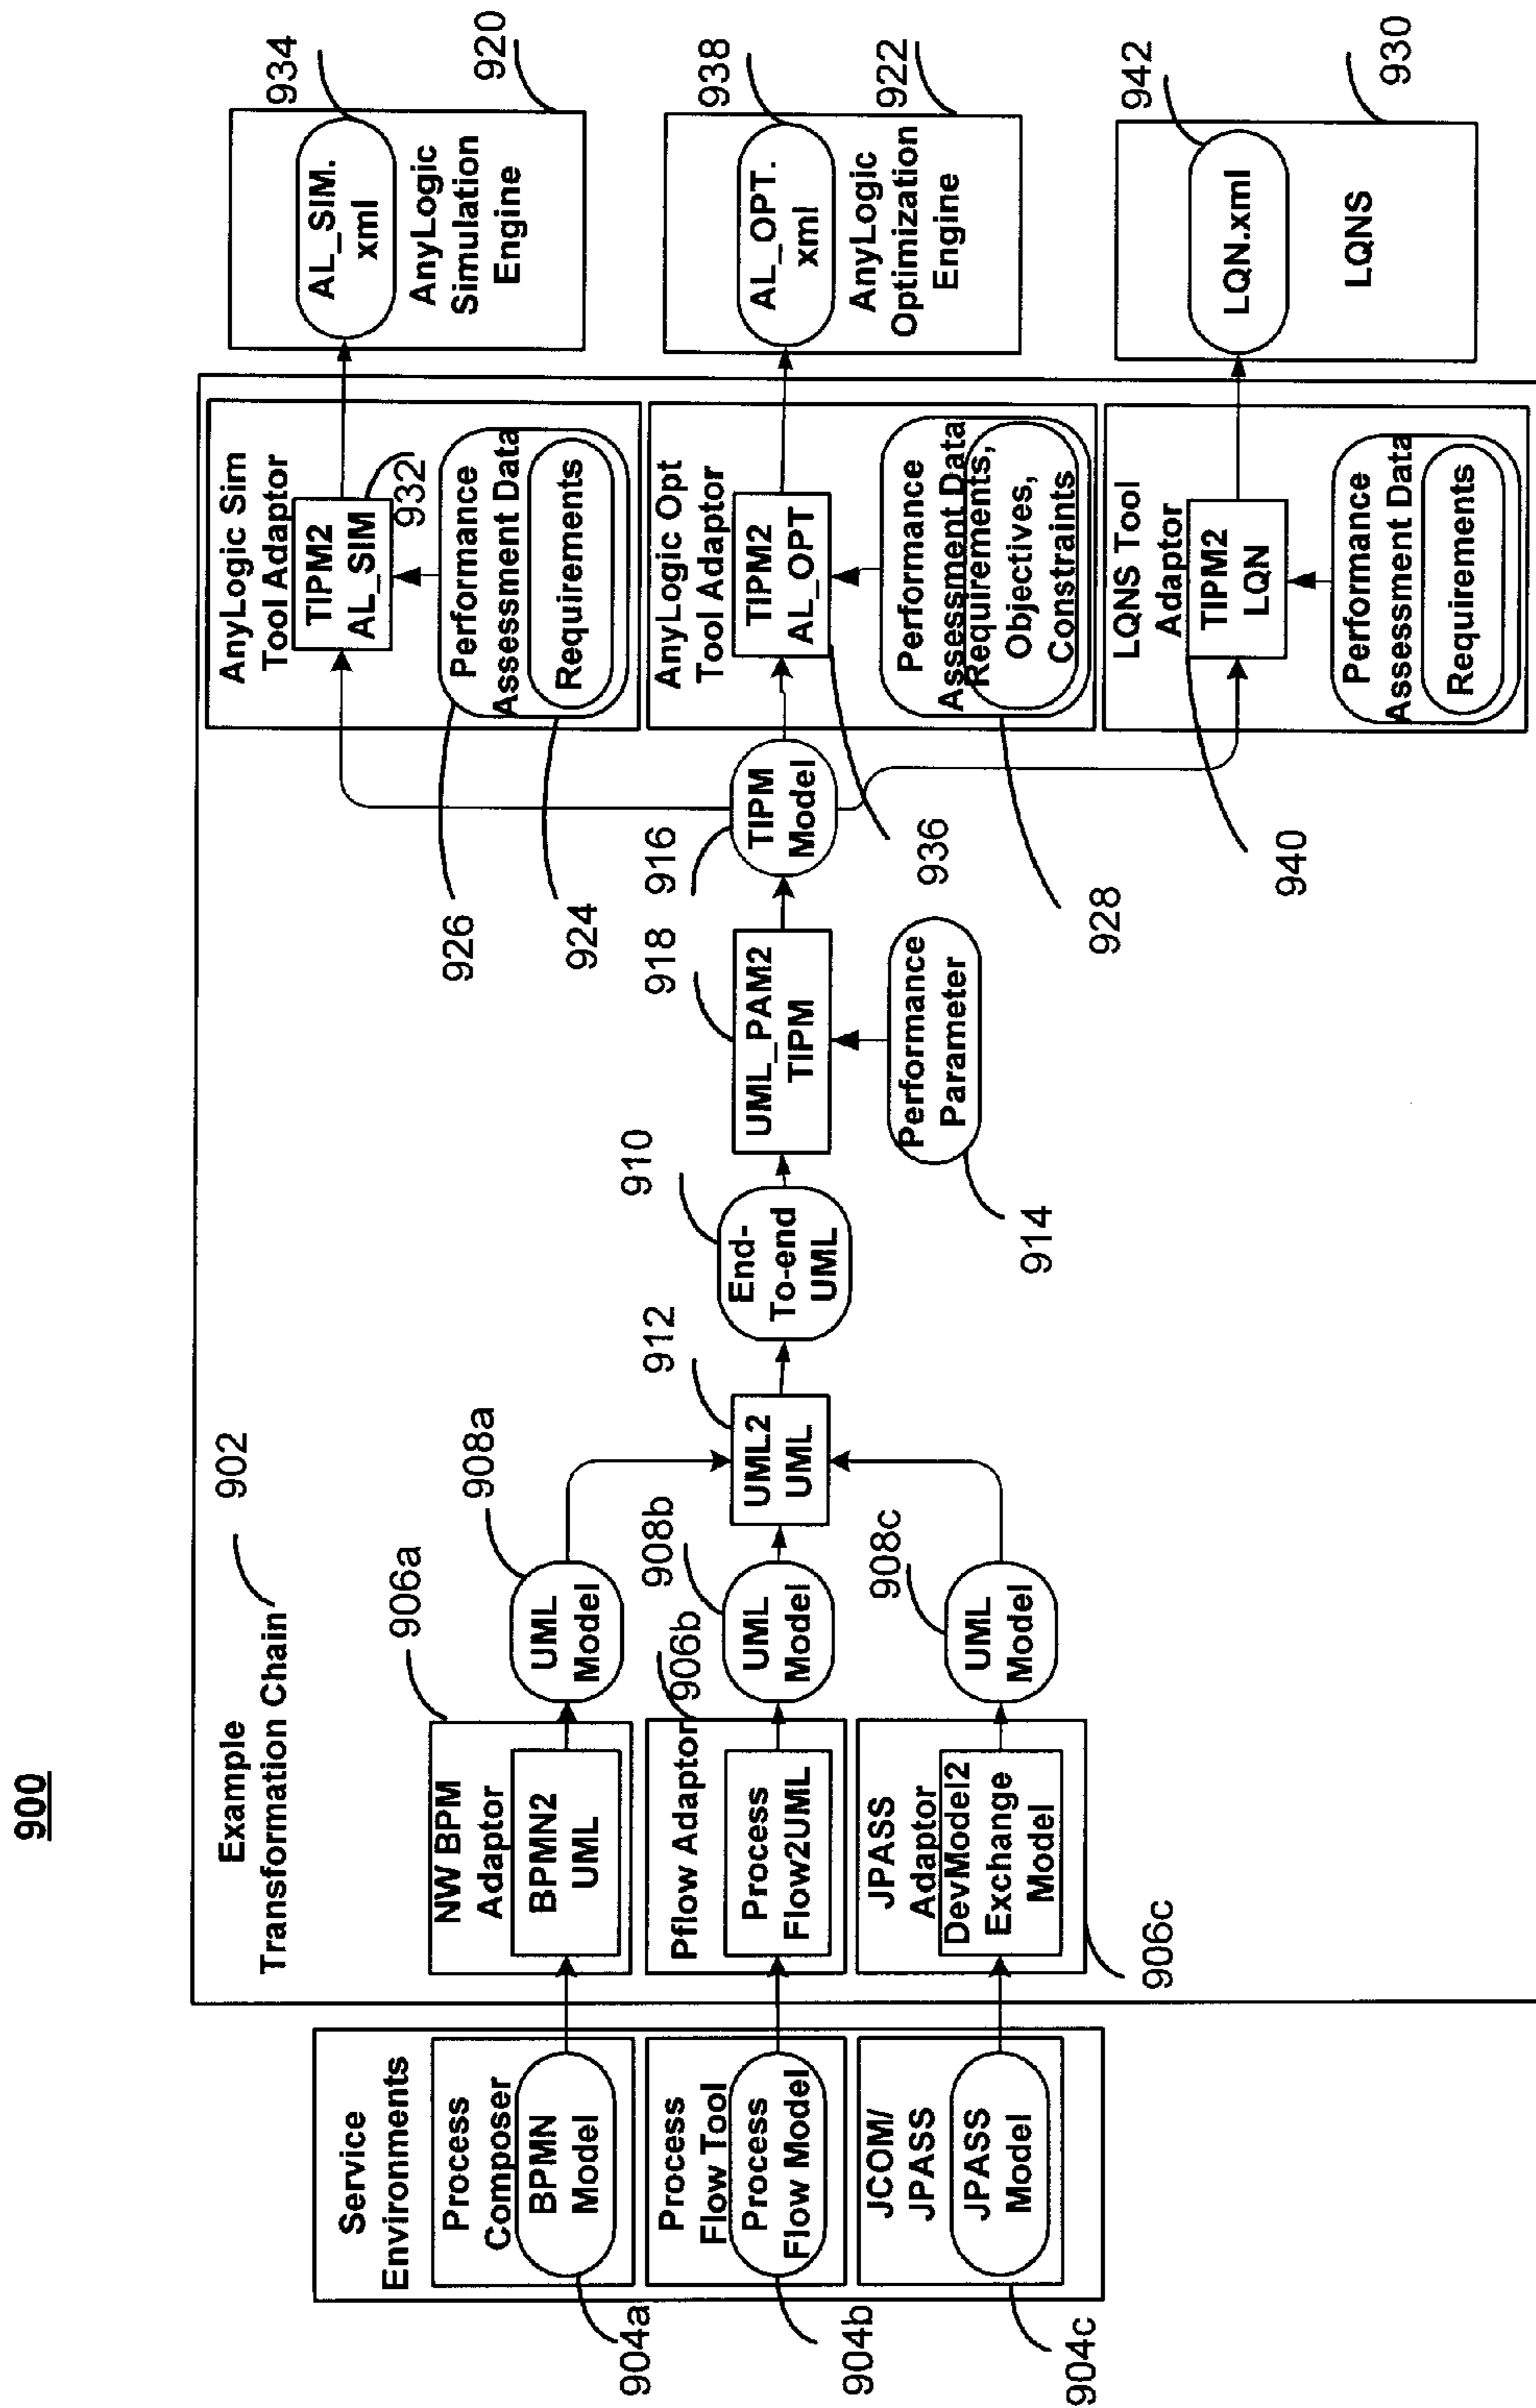 900
Example
Transformation Chain
902
Service
Environments
Process
Composer
BPMN
Model
904a
Process
Flow Tool
Process
Flow Model
904b
JCOM/
JPASS
JPASS
Model
904c
NW BPM
Adaptor
BPMN2
UML
906a
Pflow Adaptor
Process
Flow2UML
906b
JPASS
Adaptor
DevModel2
Exchange
Model
906c
UML
Model
908a
UML
Model
908b
UML
Model
908c
UML2
UML
912
End-
To-end
UML
910
UML_PAM2
TIPM
918
Performance
Parameter
914
TIPM
Model
916
AnyLogic Sim
Tool Adaptor
TIPM2
AL_SIM
932
Performance
Assessment Data
Requirements
926
924
AnyLogic Opt
Tool Adaptor
TIPM2
AL_OPT
936
Performance
Assessment Data
Requirements,
Objectives,
Constraints
928
LQNS Tool
Adaptor
TIPM2
LQN
940
Performance
Assessment Data
Requirements
AL_SIM.
xml
AnyLogic
Simulation
Engine
934
920
AL_OPT.
xml
AnyLogic
Optimization
Engine
938
922
LQN.xml
LQNS
942
930